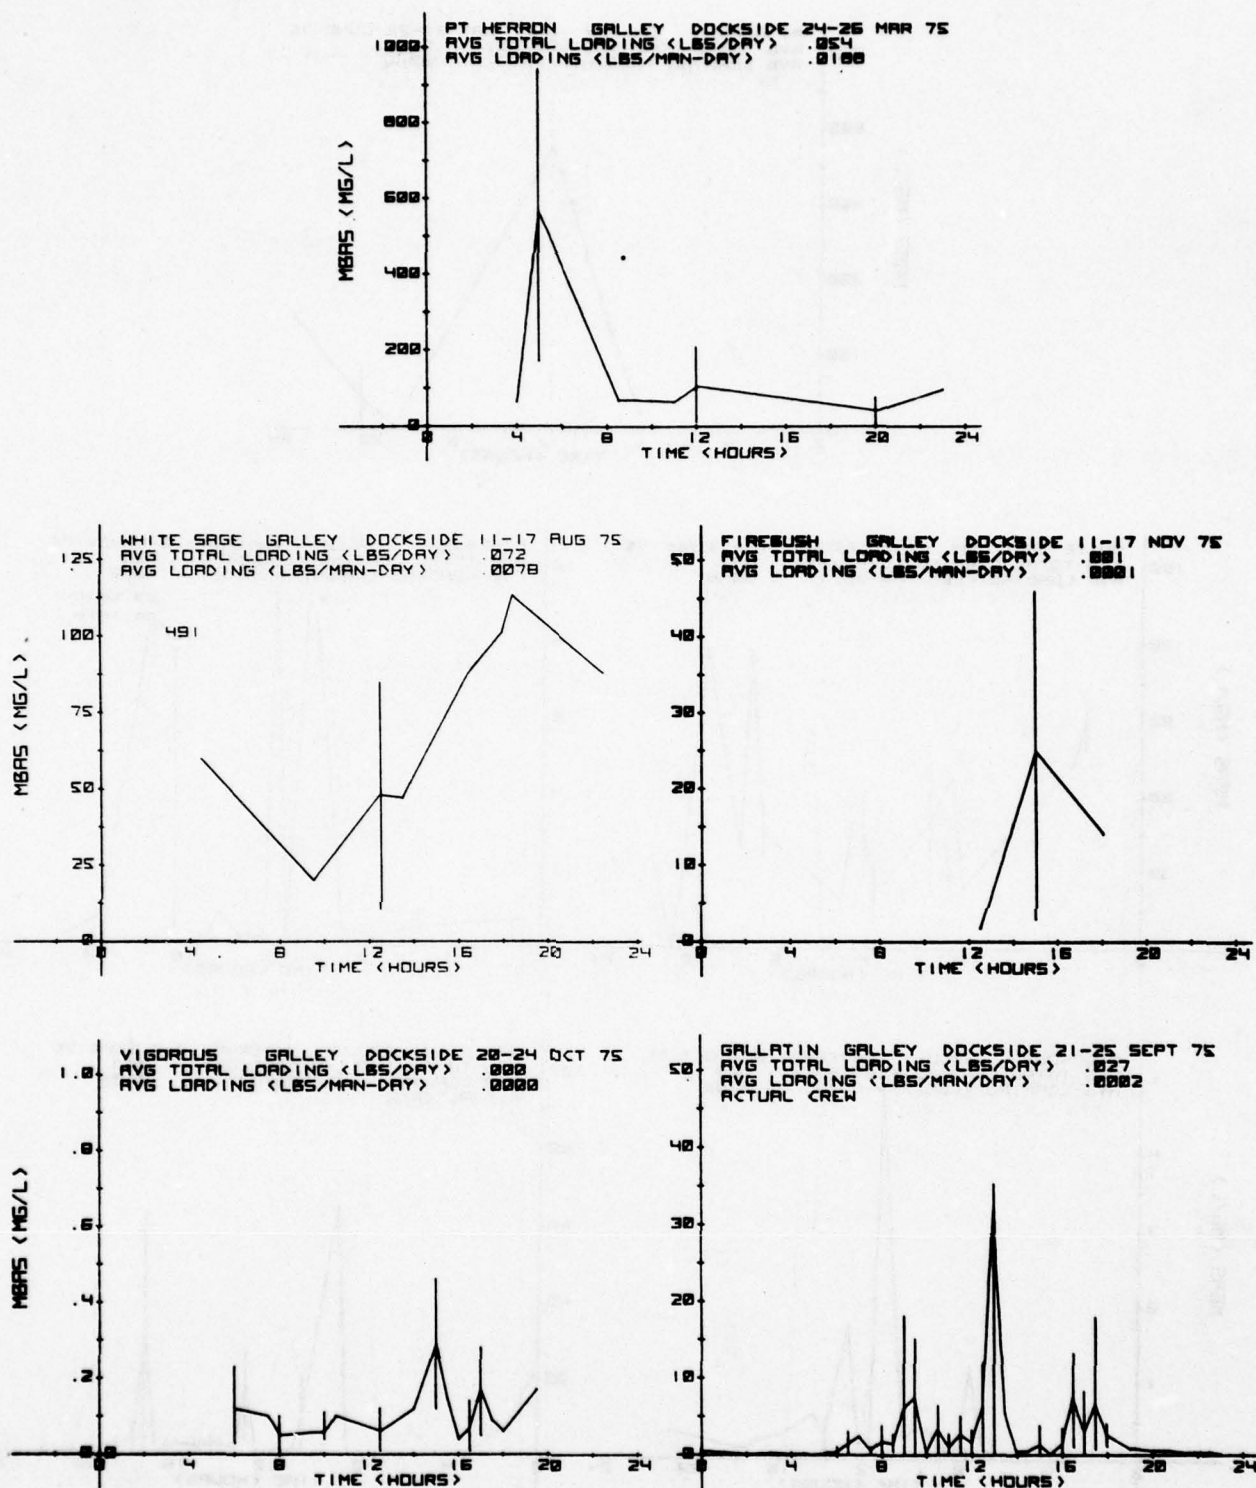 PT HERRON GALLEY DOCKSIDE 24-26 MAR 75
AVG TOTAL LOADING <LBS/DAY> .054
AVG LOADING <LBS/MAN-DAY>
1000
800
600
400
200
0
MBAS <MG/L>
0 4 8 12 16 20 24
TIME <HOURS>
WHITE SAGE GALLEY DOCKSIDE 11-17 AUG 75
AVG TOTAL LOADING <LBS/DAY> .072
AVG LOADING <LBS/MAN-DAY> .0078
125
100
491
75
50
25
0
MBAS <MG/L>
0 4 8 12 16 20 24
TIME <HOURS>
FIREBUSH GALLEY DOCKSIDE 11-17 NOV 75
AVG TOTAL LOADING <LBS/DAY> .001
AVG LOADING <LBS/MAN-DAY> .0001
50
40
30
20
10
0
0 4 8 12 16 20 24
TIME <HOURS>
VIGOROUS GALLEY DOCKSIDE 20-24 OCT 75
AVG TOTAL LOADING <LBS/DAY> .000
AVG LOADING <LBS/MAN-DAY> .0000
1.0
.8
.6
.4
.2
0.0
MBAS <MG/L>
4 8 12 16 20 24
TIME <HOURS>
GALLATIN GALLEY DOCKSIDE 21-25 SEPT 75
AVG TOTAL LOADING <LBS/DAY> .027
AVG LOADING <LBS/MAN/DAY> .0002
ACTUAL CREW
50
40
30
20
10
0
0 4 8 12 16 20 24
TIME <HOURS>